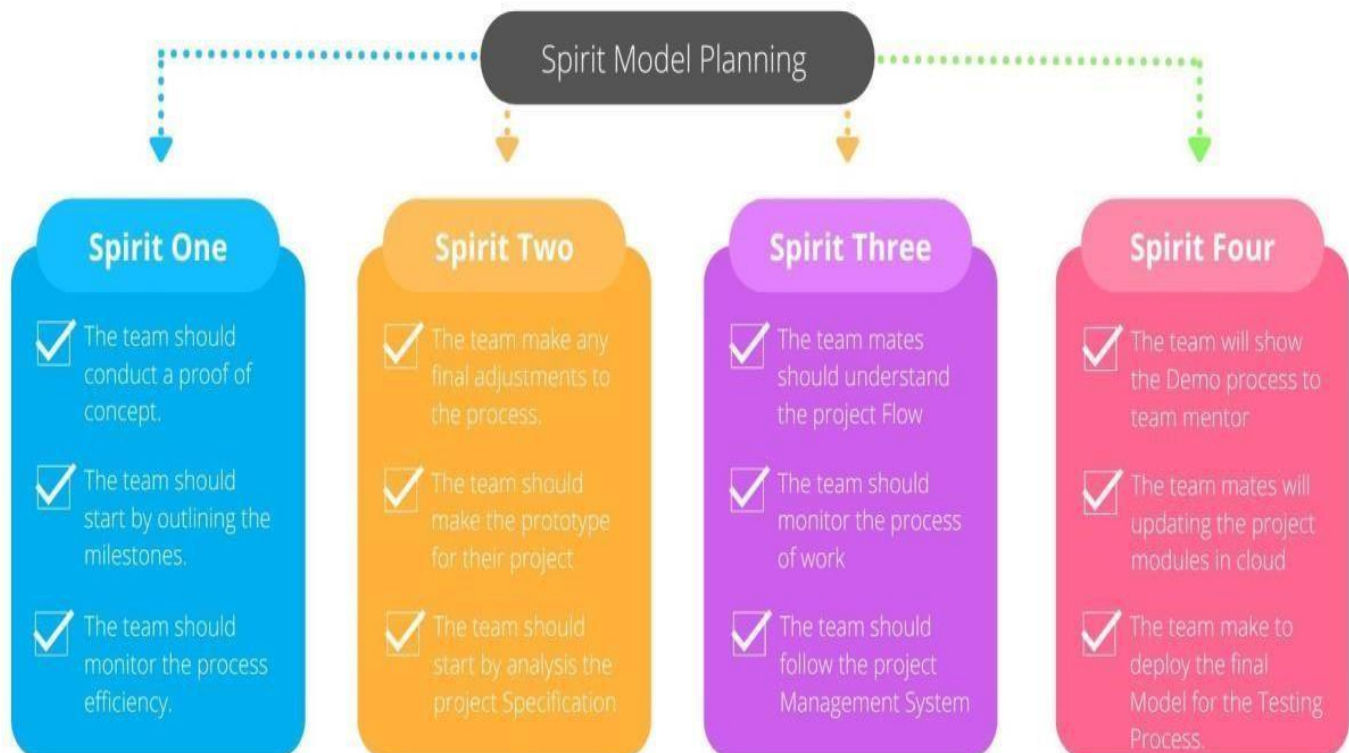 Spirit Model Planning
Spirit One
The team should
conduct a proof of
concept.
The team should
start by outlining the
milestones.
The team should
monitor the process
efficiency.
Spirit Two
The team make any
final adjustments to
the process.
The team should
make the prototype
for their project
The team should
start by analysis the
project Specification
Spirit Three
The team mates
should understand
the project Flow
The team should
monitor the process
of work
The team should
follow the project
Management System
Spirit Four
The team will show
the Demo process to
team mentor
The team mates will
updating the project
modules in cloud
The team make to
deploy the final
Model for the Testing
Process.